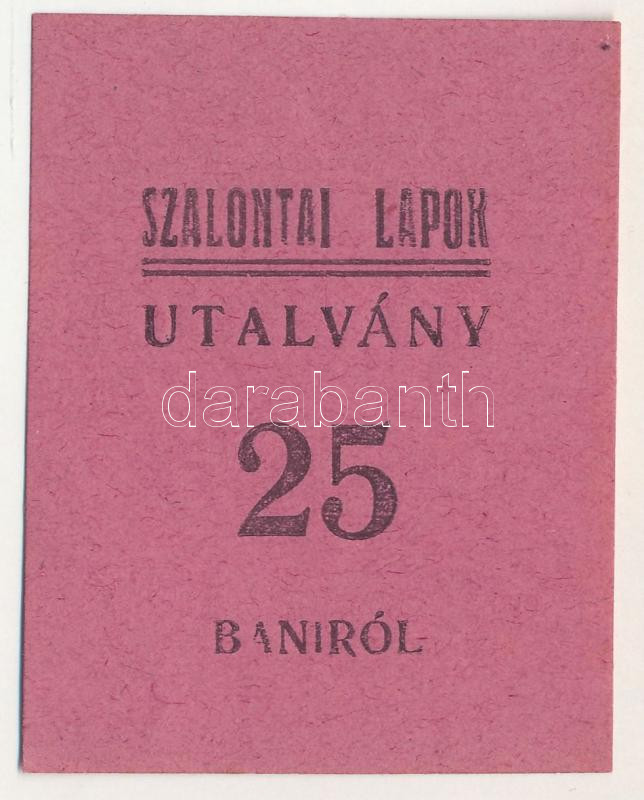 SZALONTAI LAPOK
UTALVÁNY
darabanth
25
BANIRÓL